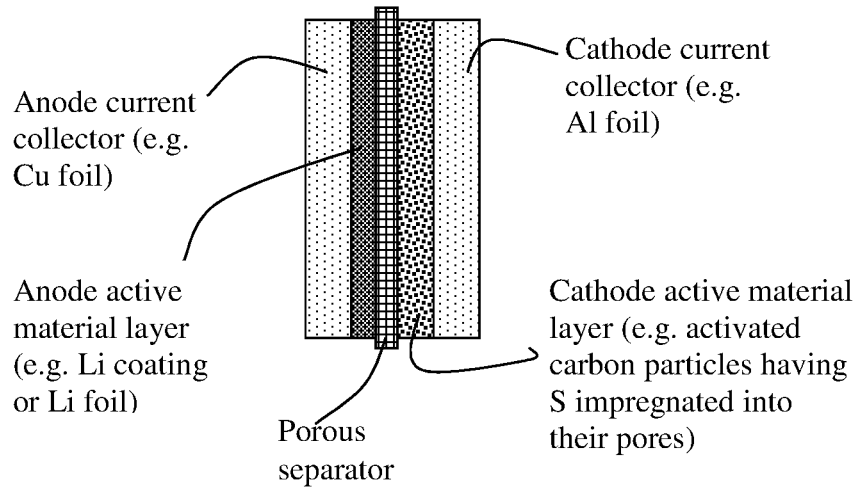 Anode current
collector (e.g.
Cu foil)
Cathode current
collector (e.g.
Al foil)
Anode active
material layer
(e.g. Li coating
or Li foil)
Porous
separator
Cathode active material
layer (e.g. activated
carbon particles having
S impregnated into
their pores)